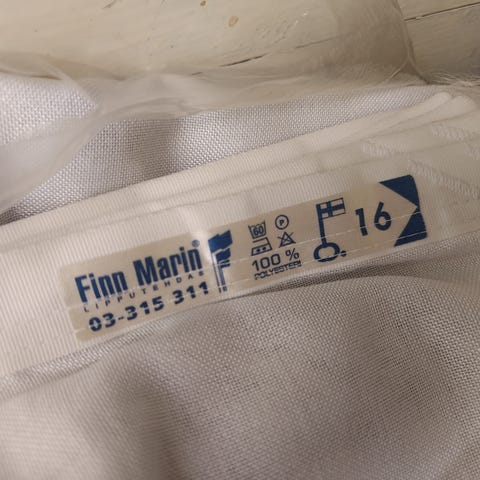 Finn Marin®
LIPPUTEHDAS
03-315 311
60
P
100 %
POLYESTERI
16